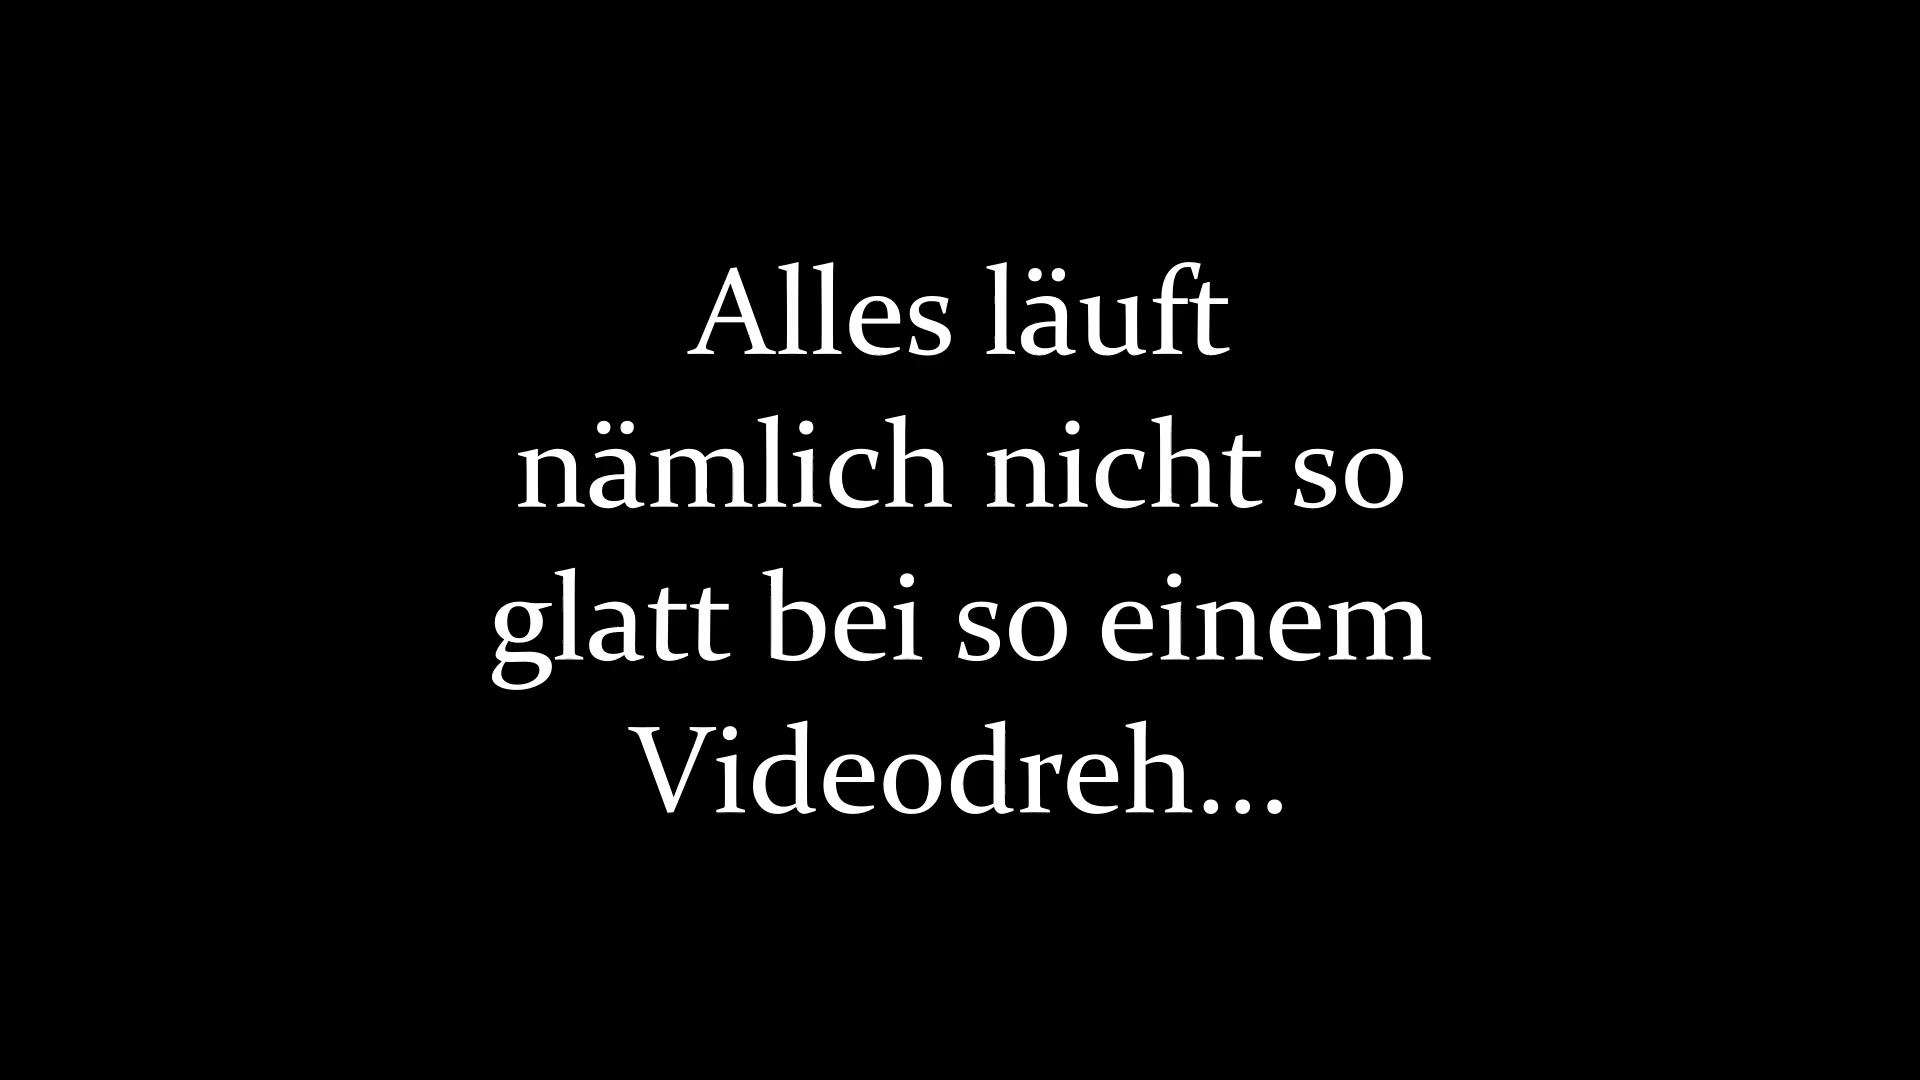 Alles läuft
nämlich nicht so
glatt bei so einem
Videodreh...